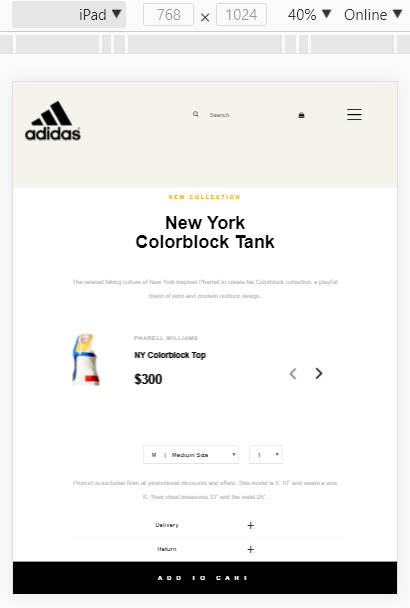 iPad ▼ 768 × 1024 40% ▼ Online ▼
adidas
Search
NEW COLLECTION
New York
Colorblock Tank
The relaxed hiking culture of New York inspired Pharrell to create his Colorblock collection, a playful
blend of retro and modern outdoor design.
PHARELL WILLIAMS
NY Colorblock Top
$300
M | Medium Size
1
Product is excluded from all promotional discounts and offers. This model is 5' 10" and wears a size
S. Their chest measures 33" and the waist 25".
Delivery +
Return +
ADD TO CART